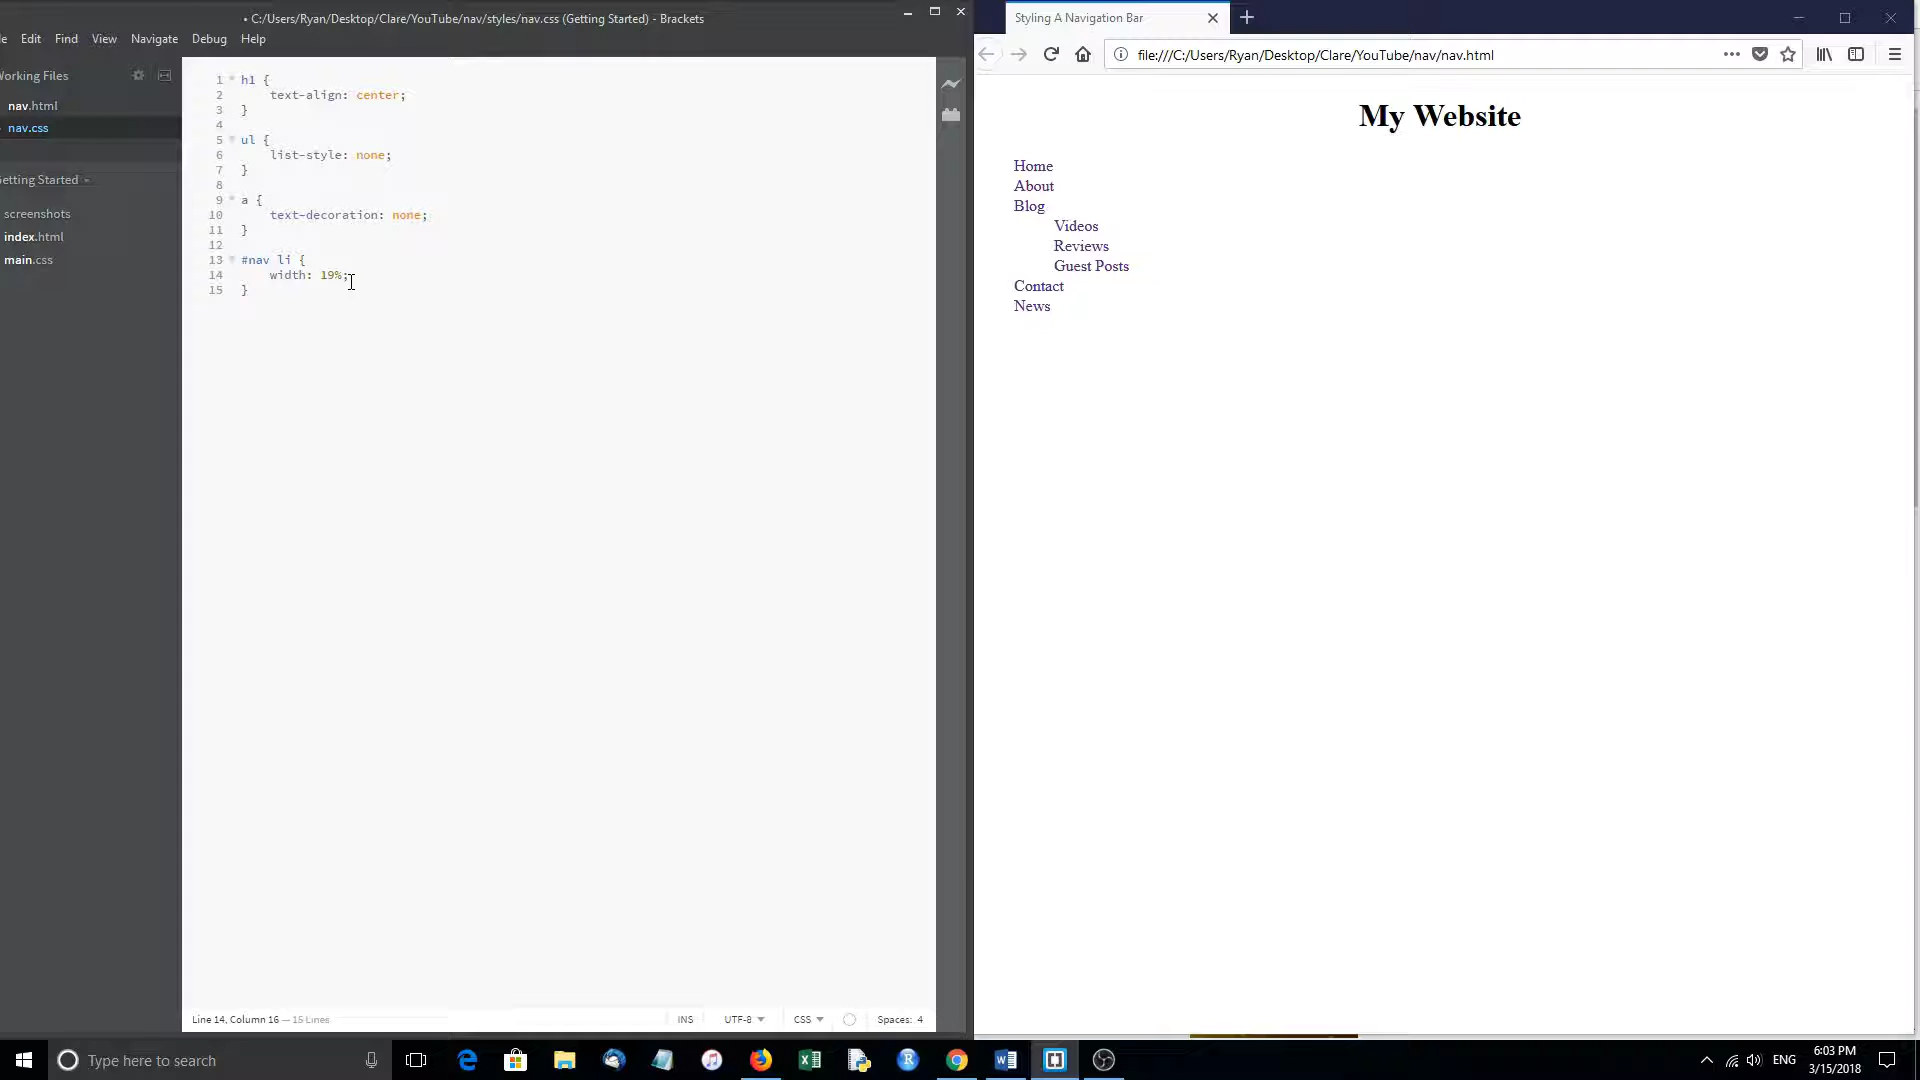 • C:/Users/Ryan/Desktop/Clare/YouTube/nav/styles/nav.css (Getting Started) - Brackets
Edit Find View Navigate Debug Help
Working Files
nav.html
nav.css
Getting Started
screenshots
index.html
main.css
1 h1 {
2 text-align: center;
3 }
4
5 ul {
6 list-style: none;
7 }
8
9 a {
10 text-decoration: none;
11 }
12
13 #nav li {
14 width: 19%;
15 }
Line 14, Column 16 — 15 Lines
INS UTF-8 CSS Spaces: 4
Styling A Navigation Bar
file:///C:/Users/Ryan/Desktop/Clare/YouTube/nav/nav.html
My Website
Home
About
Blog
Videos
Reviews
Guest Posts
Contact
News
Type here to search
ENG
6:03 PM
3/15/2018